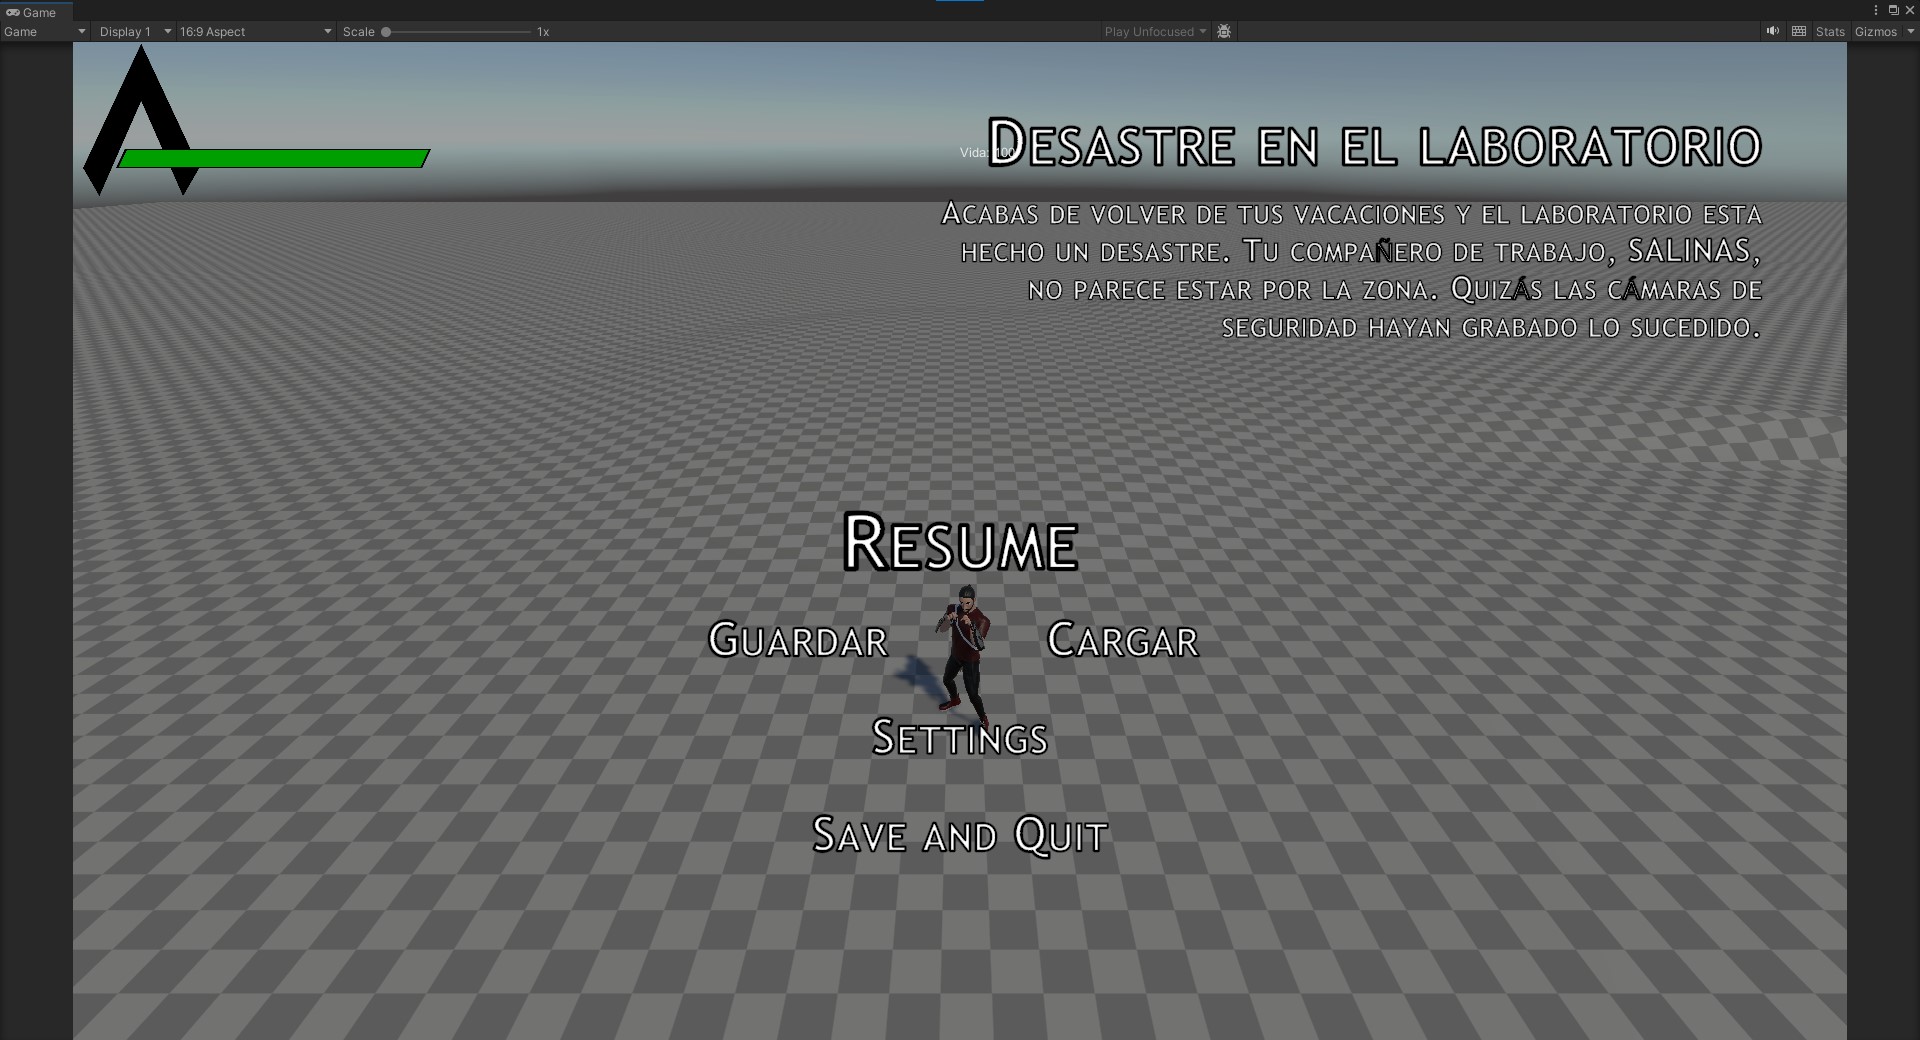 Game
Game Display 1 16:9 Aspect Scale 1x Play Unfocused Stats Gizmos
Vida: 100
Desastre en el laboratorio
Acabas de volver de tus vacaciones y el laboratorio esta
hecho un desastre. Tu compañero de trabajo, SALINAS,
no parece estar por la zona. Quizás las cámaras de
seguridad hayan grabado lo sucedido.
Resume
Guardar Cargar
Settings
Save and Quit